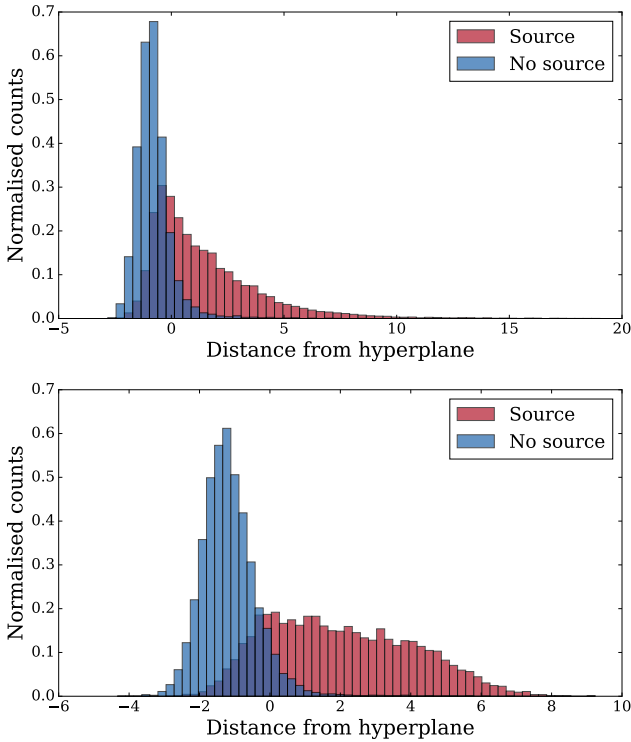 0.7
0.6
0.5
0.4
0.3
0.2
0.1
0.0
Normalised counts
Source
No source
−5 0 5 10 15 20
Distance from hyperplane
0.7
0.6
0.5
0.4
0.3
0.2
0.1
0.0
Normalised counts
Source
No source
−6 −4 −2 0 2 4 6 8 10
Distance from hyperplane